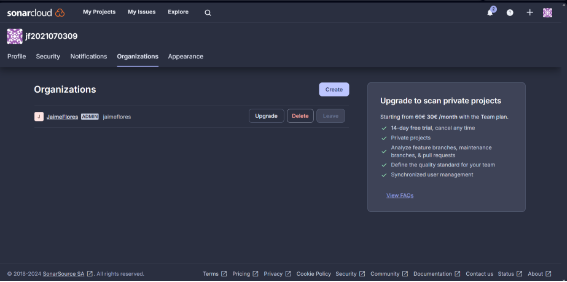 sonarcloud My Projects My Issues Explore 2
jf2021070309
Profile Security Notifications Organizations Appearance
Organizations Create
J JaimeFlores ADMIN jaimeflores Upgrade Delete Leave
Upgrade to scan private projects
Starting from 60€ 30€ /month with the Team plan.
14-day free trial, cancel any time
Private projects
Analyze feature branches, maintenance
branches, & pull requests
Define the quality standard for your team
Synchronized user management
View FAQs
© 2018-2024 SonarSource SA. All rights reserved. Terms Pricing Privacy Cookie Policy Security Community Documentation Contact us Status About